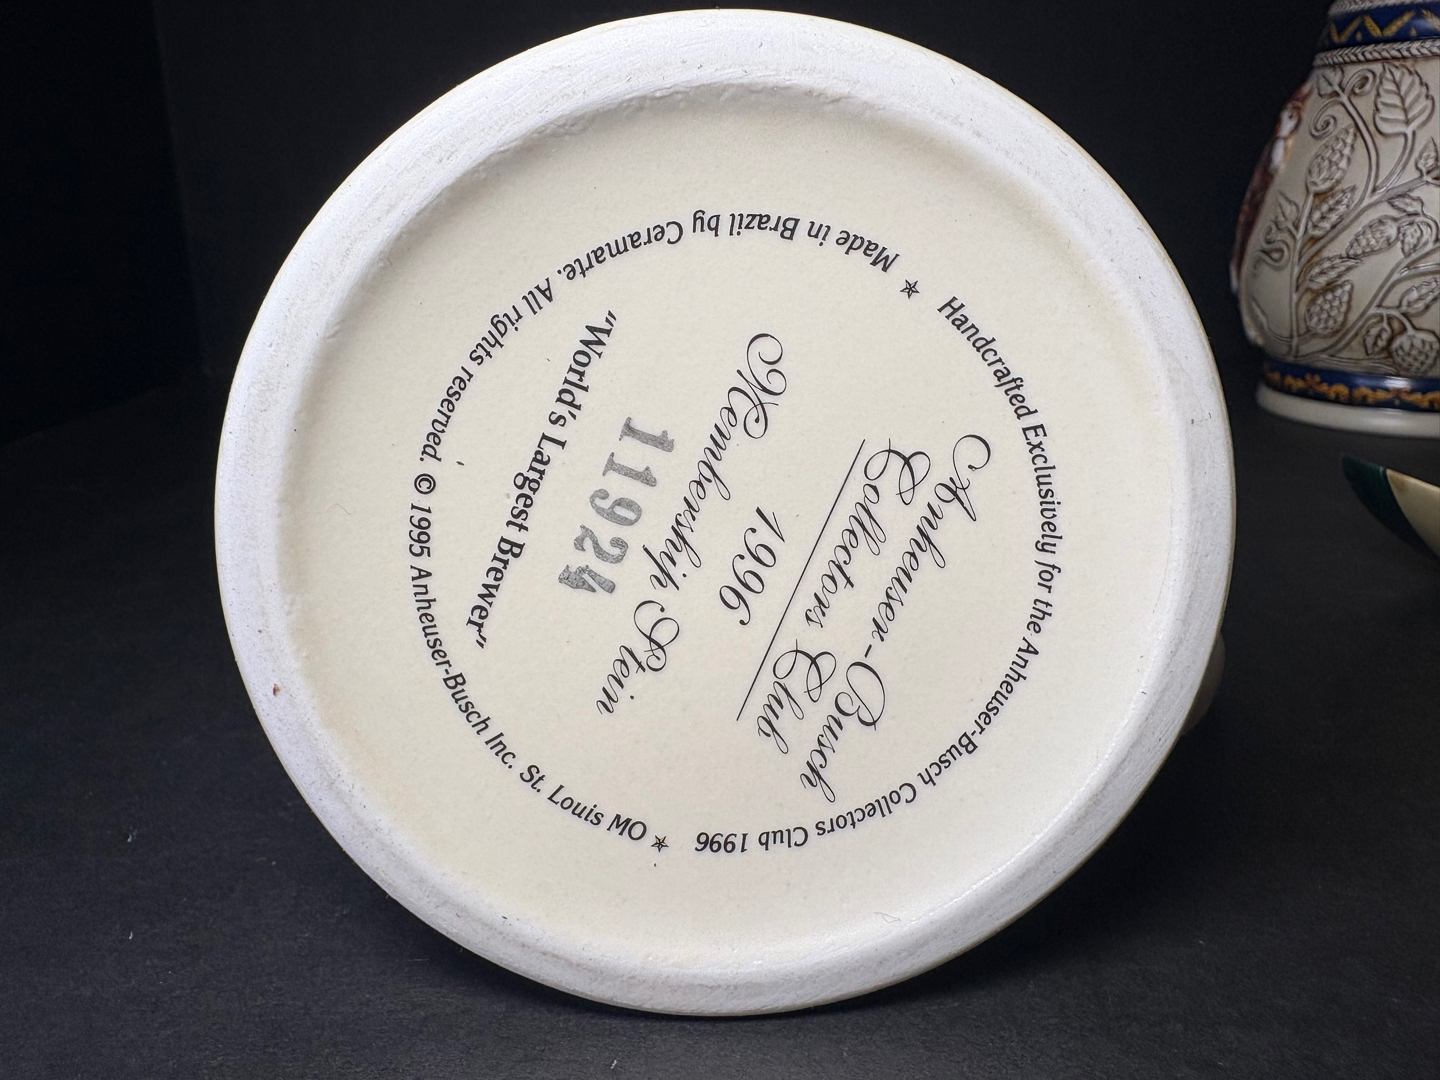 Handcrafted Exclusively for the Anheuser-Busch Collectors Club 1996
Anheuser-Busch
Collectors Club
1996
Membership Stein
11924
"World's Largest Brewer"
Made in Brazil by Ceramarte. All rights reserved. © 1995 Anheuser-Busch Inc. St. Louis MO